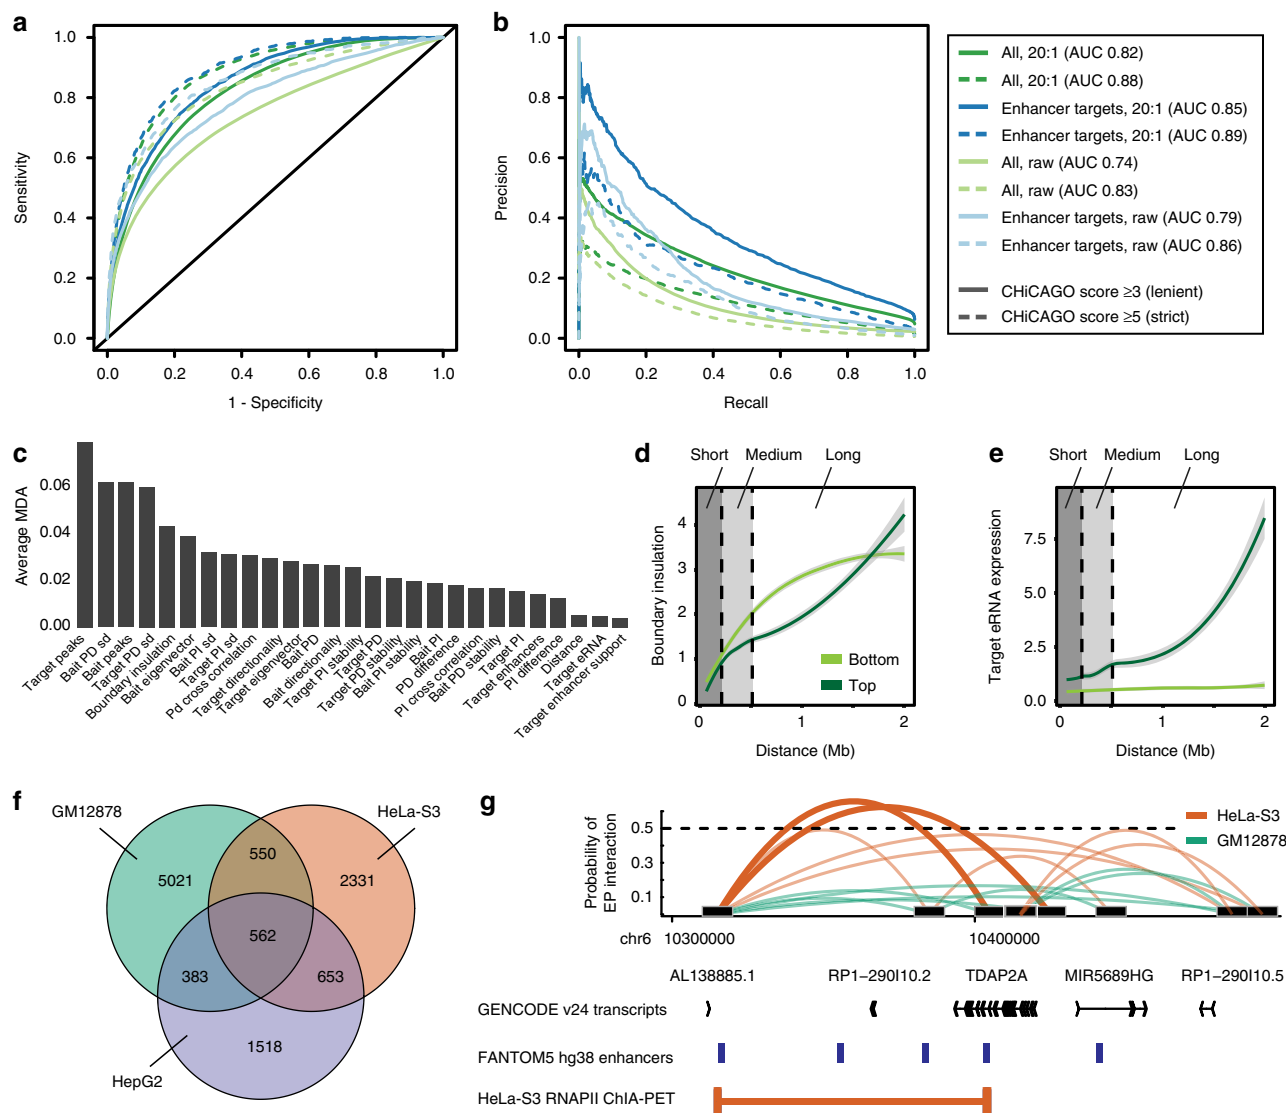 a
1.0
0.8
0.6
0.4
0.2
0.0
Sensitivity
0.0 0.2 0.4 0.6 0.8 1.0
1 - Specificity
b
1.0
0.8
0.6
0.4
0.2
0.0
Precision
0.0 0.2 0.4 0.6 0.8 1.0
Recall
All, 20:1 (AUC 0.82)
All, 20:1 (AUC 0.88)
Enhancer targets, 20:1 (AUC 0.85)
Enhancer targets, 20:1 (AUC 0.89)
All, raw (AUC 0.74)
All, raw (AUC 0.83)
Enhancer targets, raw (AUC 0.79)
Enhancer targets, raw (AUC 0.86)
CHiCAGO score ≥3 (lenient)
CHiCAGO score ≥5 (strict)
c
0.06
0.04
0.02
0.00
Average MDA
Target peaks
Bait PD sd
Bait peaks
Target PD sd
Boundary insulation
Bait eigenvector
Bait PI sd
Target PI sd
Pd cross correlation
Target directionality
Target eigenvector
Bait PD
Bait directionality
Target PI stability
Target PD
Target PD stability
Bait PI stability
Bait PI
PD difference
PI cross correlation
Bait PD stability
Target PI
Target enhancers
PI difference
Distance
Target eRNA
Target enhancer support
d
Short Medium Long
4
3
2
1
0
Boundary insulation
Bottom
Top
0 1 2
Distance (Mb)
e
Short Medium Long
7.5
5.0
2.5
0.0
Target eRNA expression
0 1 2
Distance (Mb)
f
GM12878
HeLa-S3
550
5021
2331
562
383
653
1518
HepG2
g
HeLa-S3
GM12878
0.5
0.3
0.1
Probability of
EP interaction
chr6 10300000 10400000
AL138885.1 RP1–290I10.2 TDAP2A MIR5689HG RP1–290I10.5
GENCODE v24 transcripts
FANTOM5 hg38 enhancers
HeLa-S3 RNAPII ChIA-PET